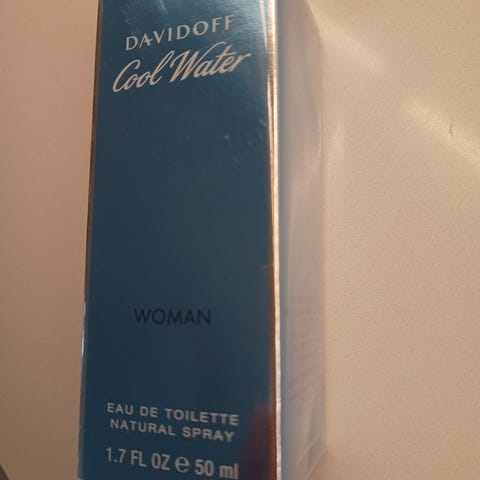 DAVIDOFF
Cool Water
WOMAN
EAU DE TOILETTE
NATURAL SPRAY
1.7 FL OZ e 50 ml